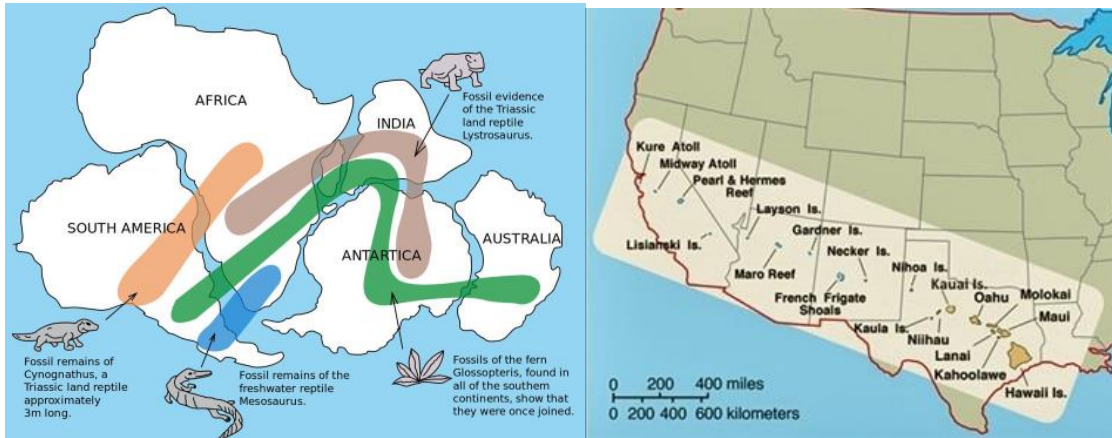 AFRICA
INDIA
Fossil evidence
of the Triassic
land reptile
Lystrosaurus.
SOUTH AMERICA
ANTARTICA
AUSTRALIA
Fossil remains of
Cynognathus, a
Triassic land reptile
approximately
3m long.
Fossil remains of the
freshwater reptile
Mesosaurus.
Fossils of the fern
Glossopteris, found in
all of the southern
continents, show that
they were once joined.
Kure Atoll
Midway Atoll
Pearl & Hermes
Reef
Layson Is.
Lisianski Is.
Gardner Is.
Maro Reef
Necker Is.
French Frigate
Shoals
Nihoa Is.
Kauai Is.
Kaula Is.
Niihau
Oahu
Molokai
Maui
Lanai
Kahoolawe
Hawaii Is.
0 200 400 miles
0 200 400 600 kilometers